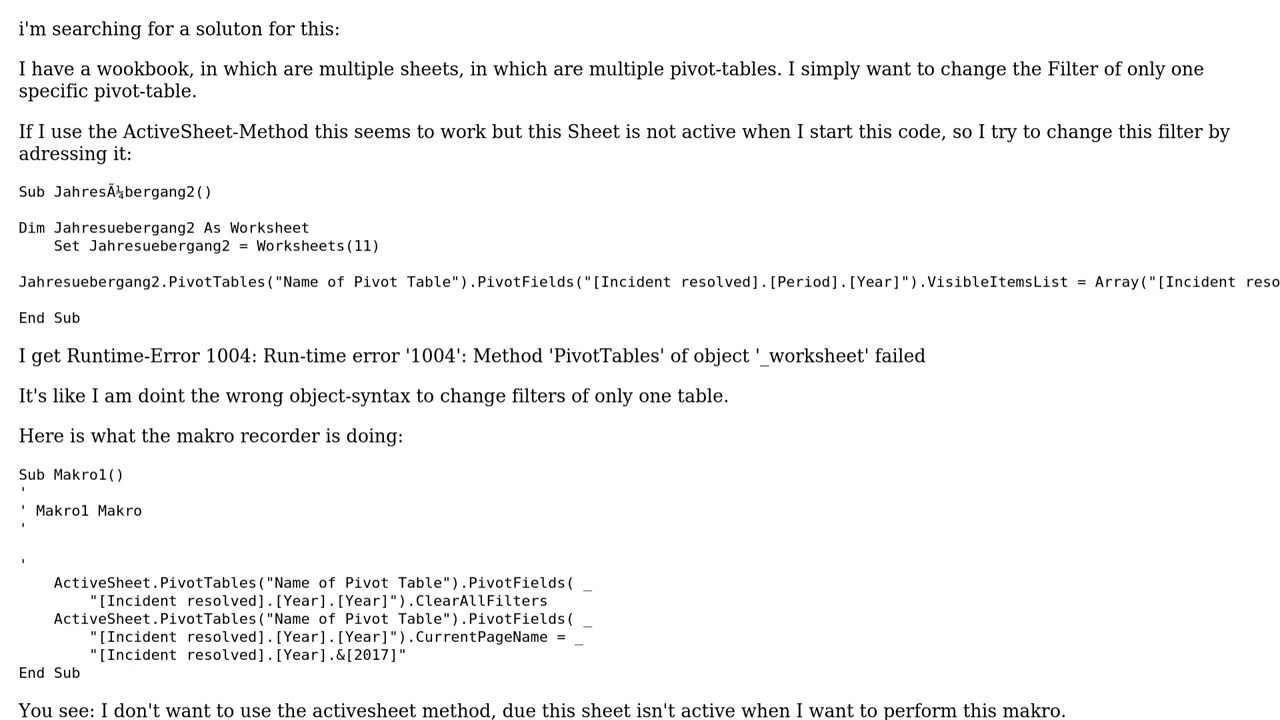 i'm searching for a soluton for this:
I have a wookbook, in which are multiple sheets, in which are multiple pivot-tables. I simply want to change the Filter of only one
specific pivot-table.
If I use the ActiveSheet-Method this seems to work but this Sheet is not active when I start this code, so I try to change this filter by
adressing it:
Sub JahresÃ¼bergang2()
Dim Jahresuebergang2 As Worksheet
    Set Jahresuebergang2 = Worksheets(11)
Jahresuebergang2.PivotTables("Name of Pivot Table").PivotFields("[Incident resolved].[Period].[Year]").VisibleItemsList = Array("[Incident reso
End Sub
I get Runtime-Error 1004: Run-time error '1004': Method 'PivotTables' of object '_worksheet' failed
It's like I am doint the wrong object-syntax to change filters of only one table.
Here is what the makro recorder is doing:
Sub Makro1()
'
' Makro1 Makro
'
'
    ActiveSheet.PivotTables("Name of Pivot Table").PivotFields( _
        "[Incident resolved].[Year].[Year]").ClearAllFilters
    ActiveSheet.PivotTables("Name of Pivot Table").PivotFields( _
        "[Incident resolved].[Year].[Year]").CurrentPageName = _
        "[Incident resolved].[Year].&[2017]"
End Sub
You see: I don't want to use the activesheet method, due this sheet isn't active when I want to perform this makro.